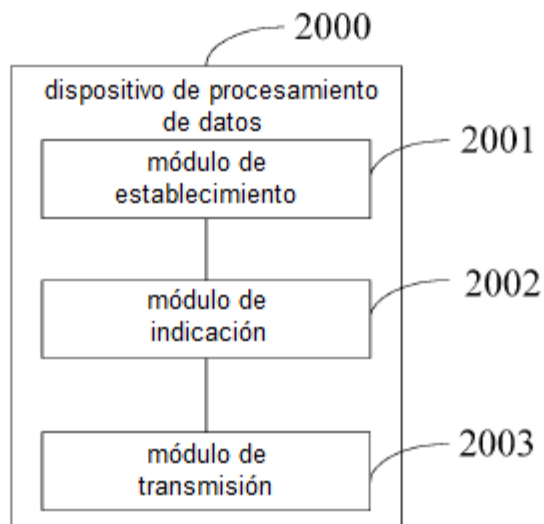 2000
dispositivo de procesamiento
de datos
2001
módulo de
establecimiento
2002
módulo de
indicación
2003
módulo de
transmisión